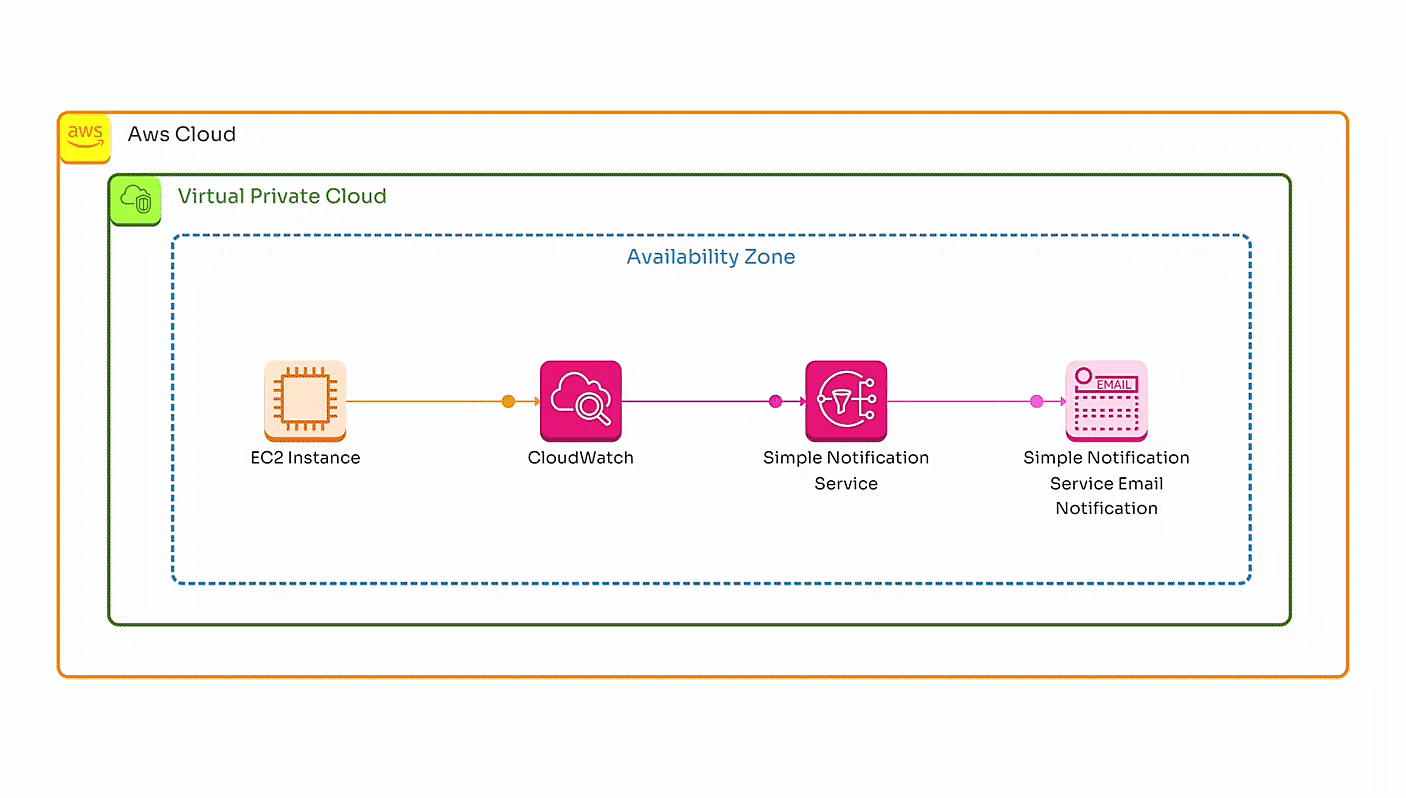 aws
Aws Cloud
Virtual Private Cloud
Availability Zone
EC2 Instance
CloudWatch
Simple Notification
Service
EMAIL
Simple Notification
Service Email
Notification